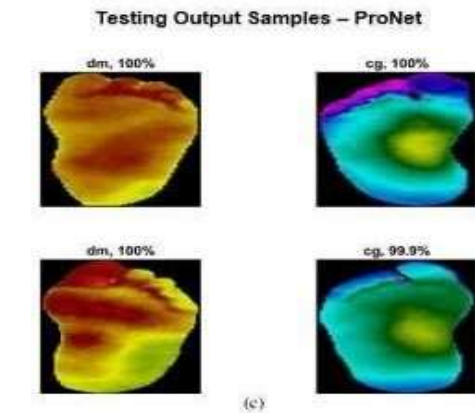 Testing Output Samples – ProNet
dm, 100%
cg, 100%
dm, 100%
cg, 99.9%
(c)